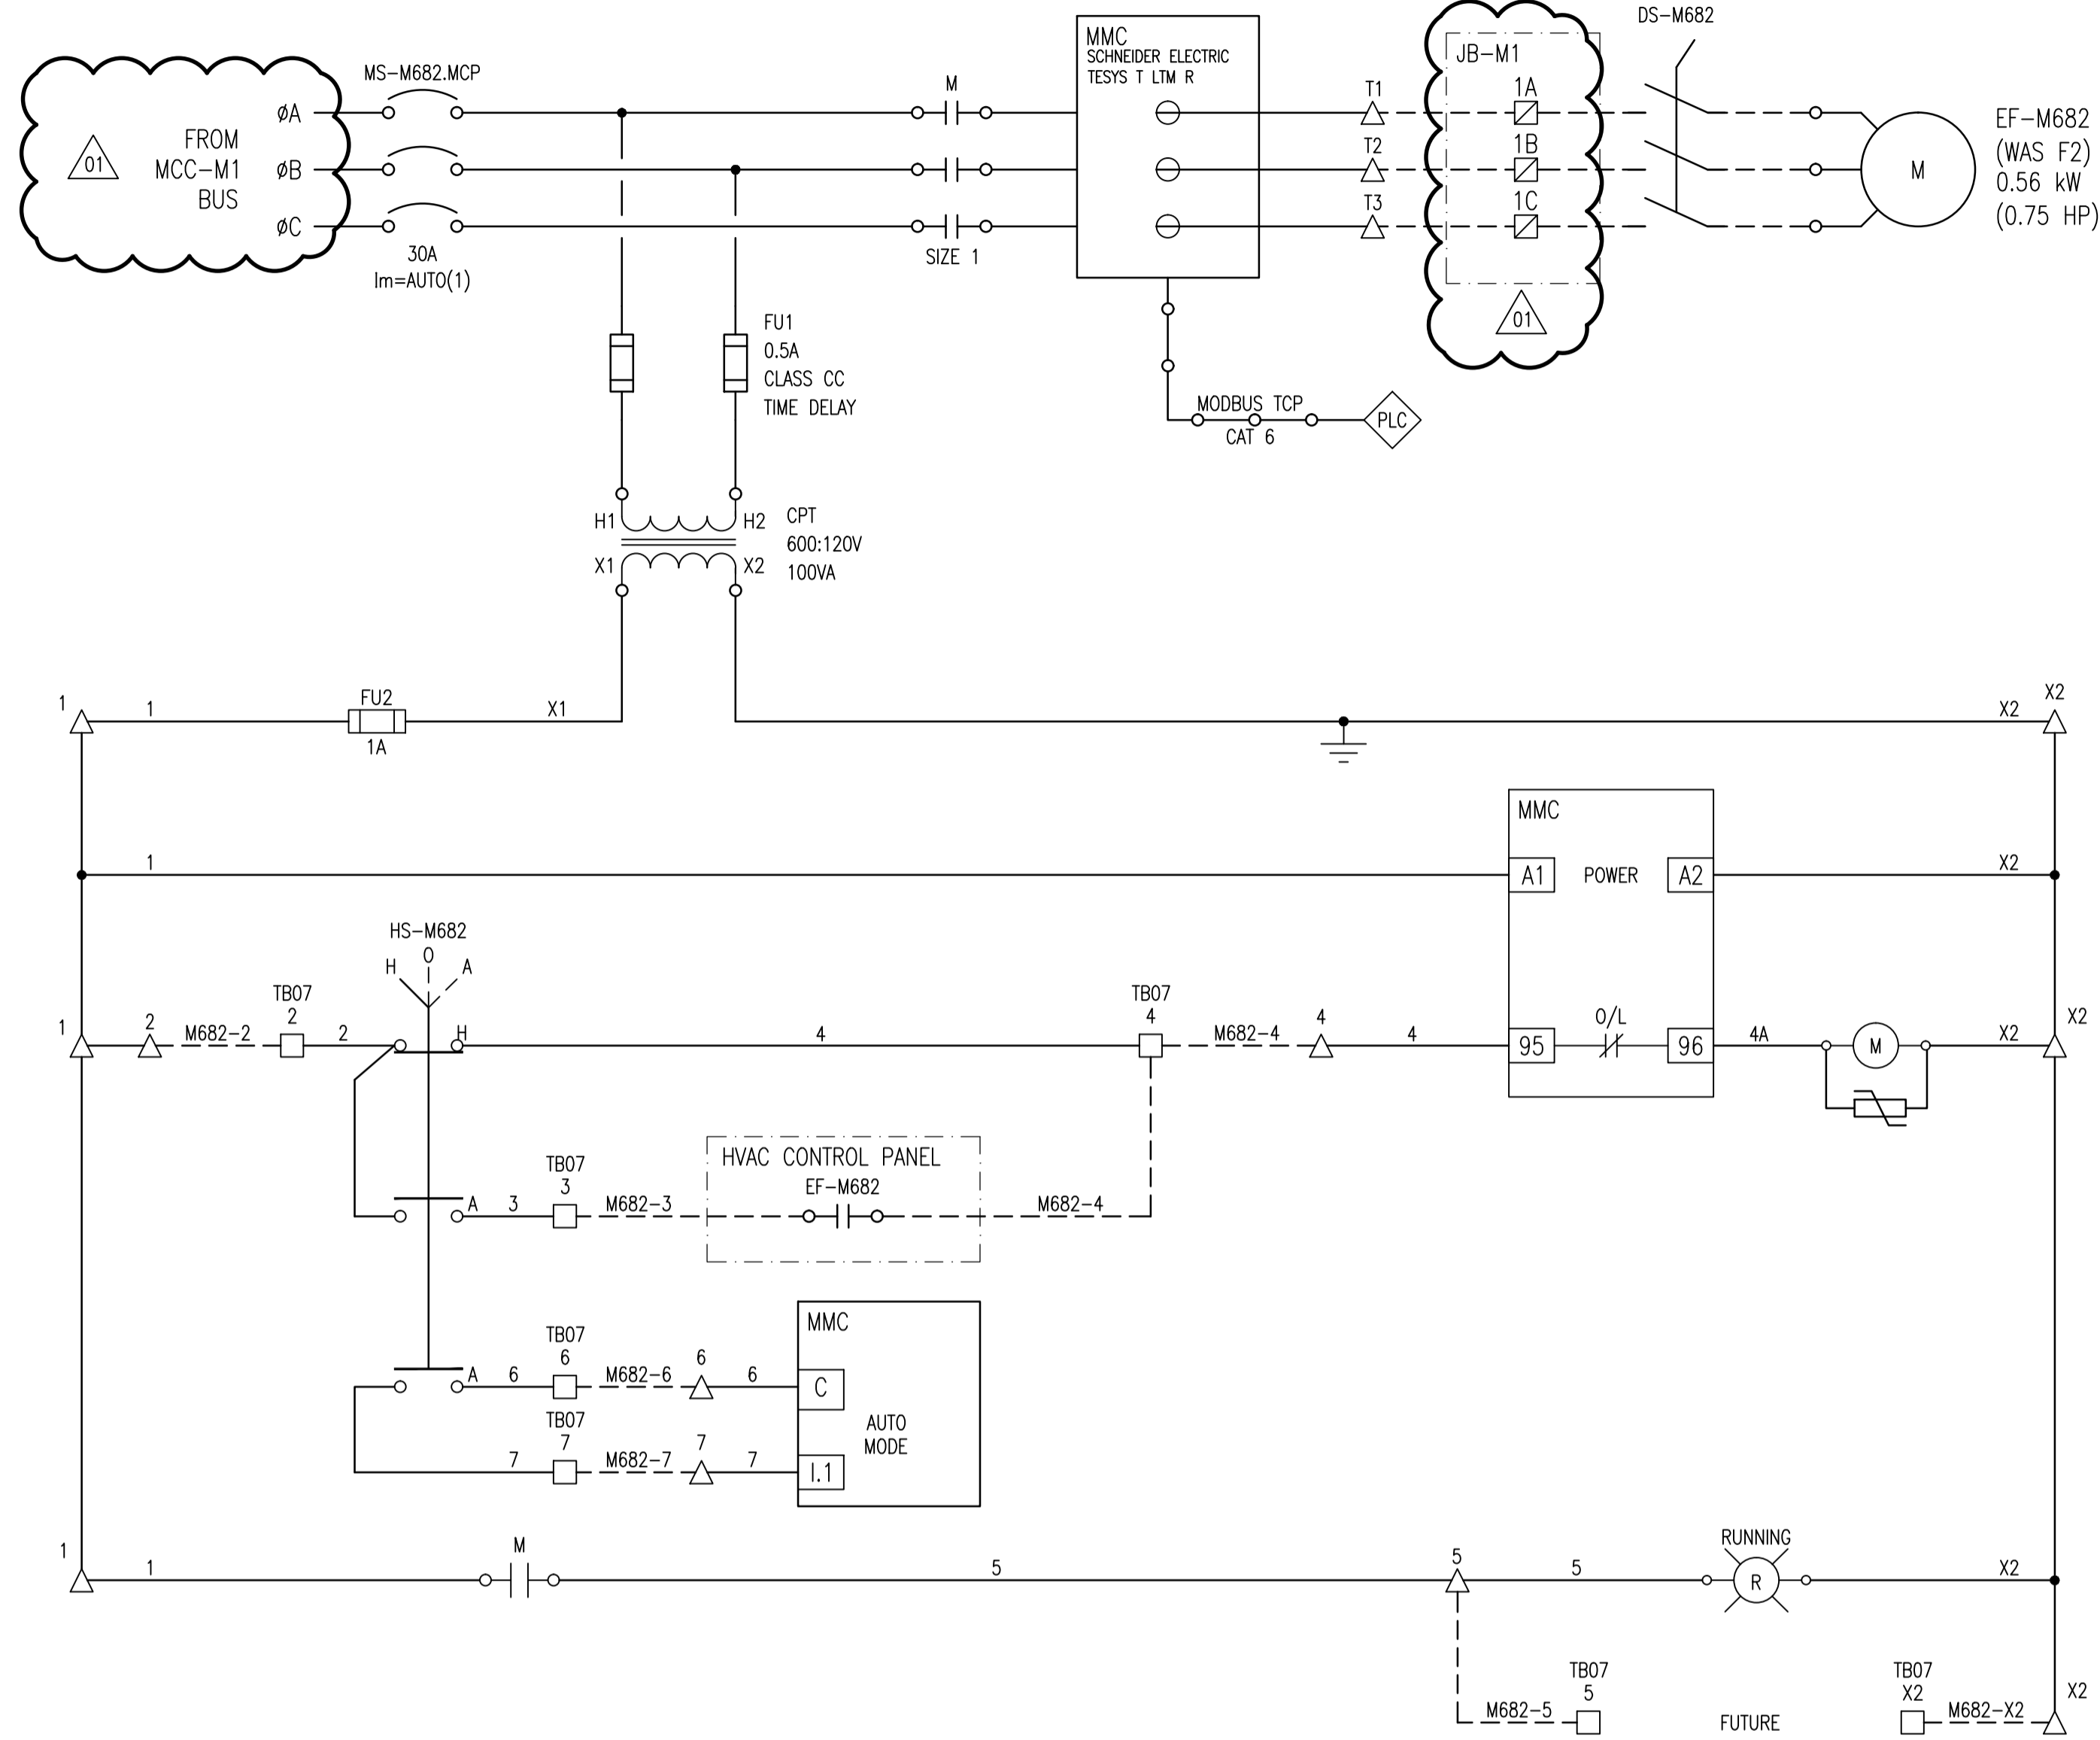 DS-M682
MS-M682.MCP
01
FROM
MCC-M1
BUS
øA
øB
øC
30A
Im=AUTO(1)
M
SIZE 1
MMC
SCHNEIDER ELECTRIC
TESYS T LTM R
T1
T2
T3
JB-M1
1A
1B
1C
01
M
EF-M682
(WAS F2)
0.56 kW
(0.75 HP)
FU1
0.5A
CLASS CC
TIME DELAY
MODBUS TCP
CAT 6
PLC
H1
H2
X1
X2
CPT
600:120V
100VA
1
1
FU2
1A
X1
X2
X2
1
MMC
A1
POWER
A2
X2
HS-M682
H
O
A
1
2
M682-2
TB07
2
2
H
4
TB07
4
M682-4
4
4
95
O/L
96
4A
M
X2
X2
A
3
TB07
3
M682-3
HVAC CONTROL PANEL
EF-M682
M682-4
A
6
TB07
6
M682-6
6
6
MMC
C
AUTO
MODE
I.1
7
TB07
7
M682-7
7
7
1
1
M
5
5
5
RUNNING
R
X2
M682-5
TB07
5
FUTURE
TB07
X2
M682-X2
X2